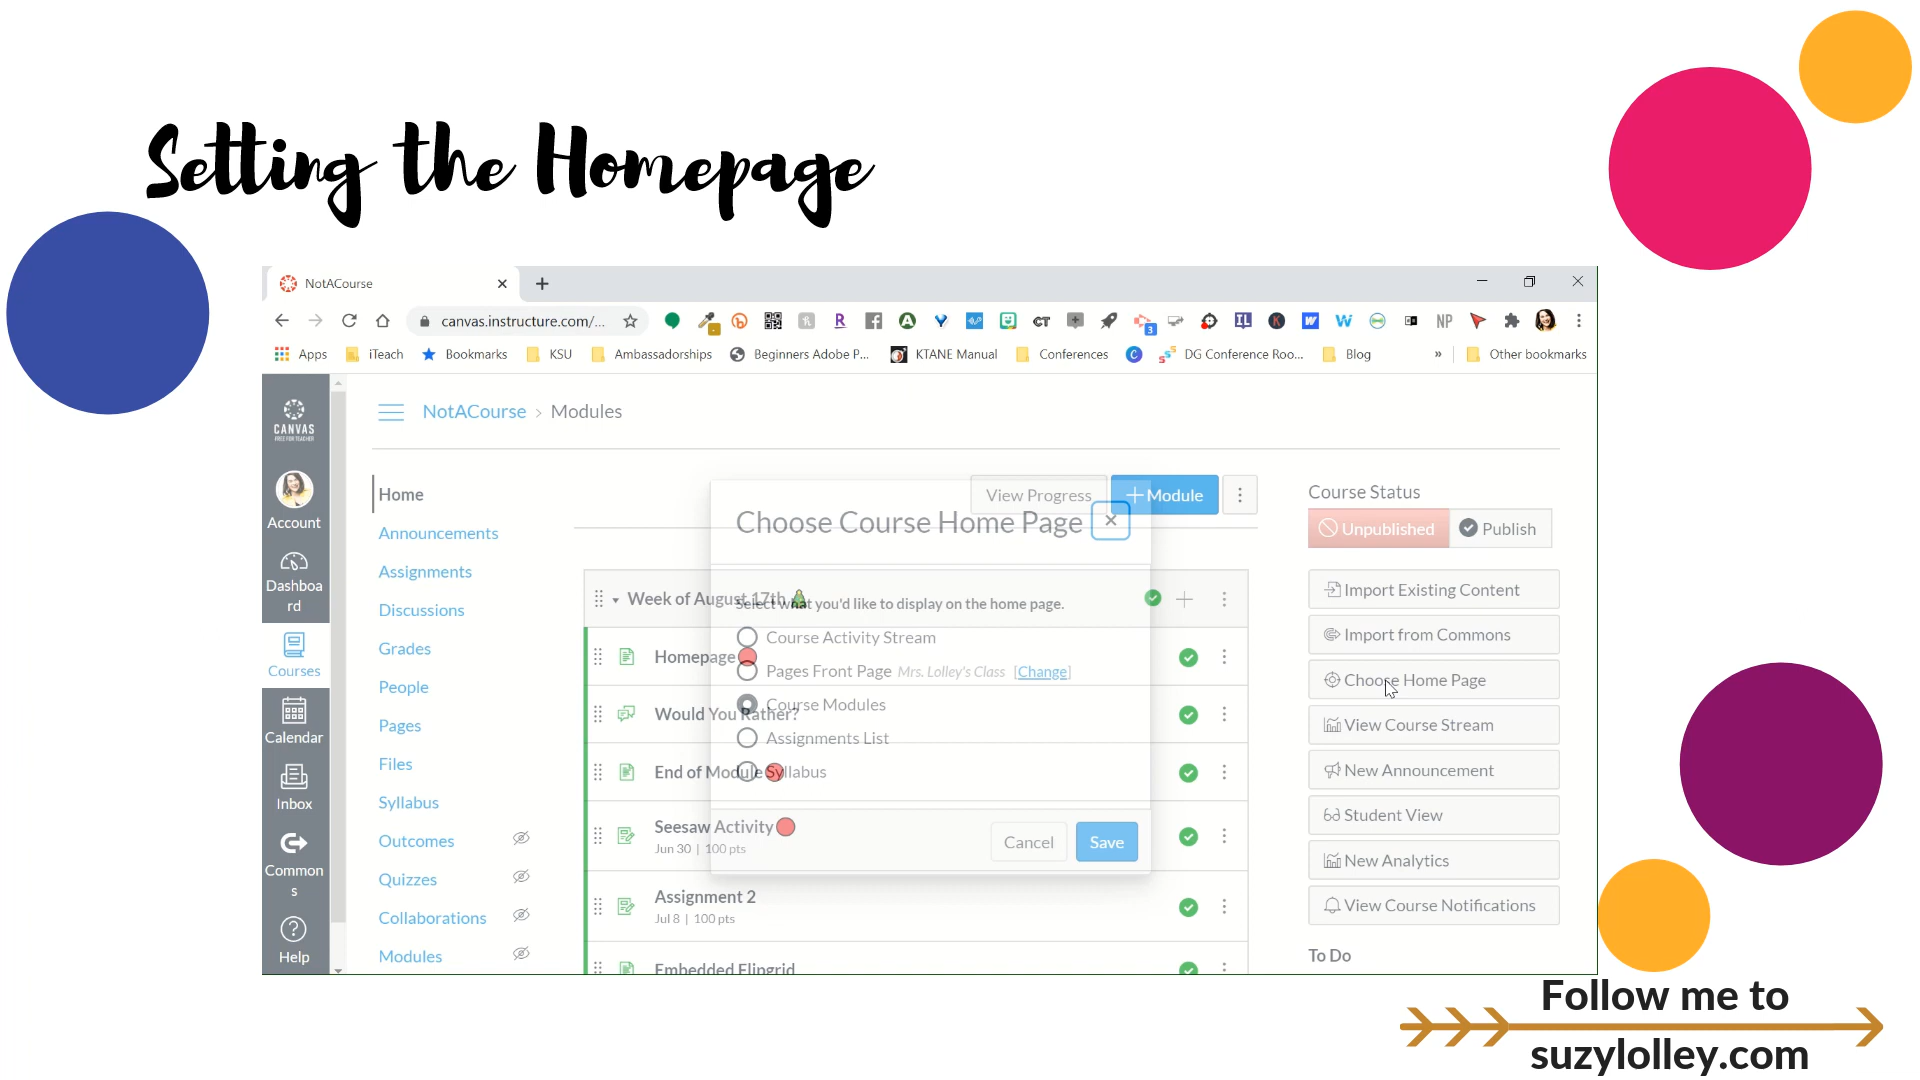 Setting the Homepage
NotACourse
canvas.instructure.com/...
Apps
iTeach
Bookmarks
KSU
Ambassadorships
Beginners Adobe P...
KTANE Manual
Conferences
DG Conference Roo...
Blog
»
Other bookmarks
CANVAS
FREE FOR TEACHER
Account
Dashboa
rd
Courses
Calendar
Inbox
Common
s
Help
NotACourse > Modules
Home
Announcements
Assignments
Discussions
Grades
People
Pages
Files
Syllabus
Outcomes
Quizzes
Collaborations
Modules
View Progress
+ Module
Choose Course Home Page
Week of August 17th
Select what you'd like to display on the home page.
Course Activity Stream
Homepage
Pages Front Page Mrs. Lolley's Class [Change]
Course Modules
Would You Rather?
Assignments List
End of Module
Syllabus
Seesaw Activity
Jun 30 | 100 pts
Cancel
Save
Assignment 2
Jul 8 | 100 pts
Embedded Flipgrid
Course Status
Unpublished
Publish
Import Existing Content
Import from Commons
Choose Home Page
View Course Stream
New Announcement
Student View
New Analytics
View Course Notifications
To Do
Follow me to
suzylolley.com